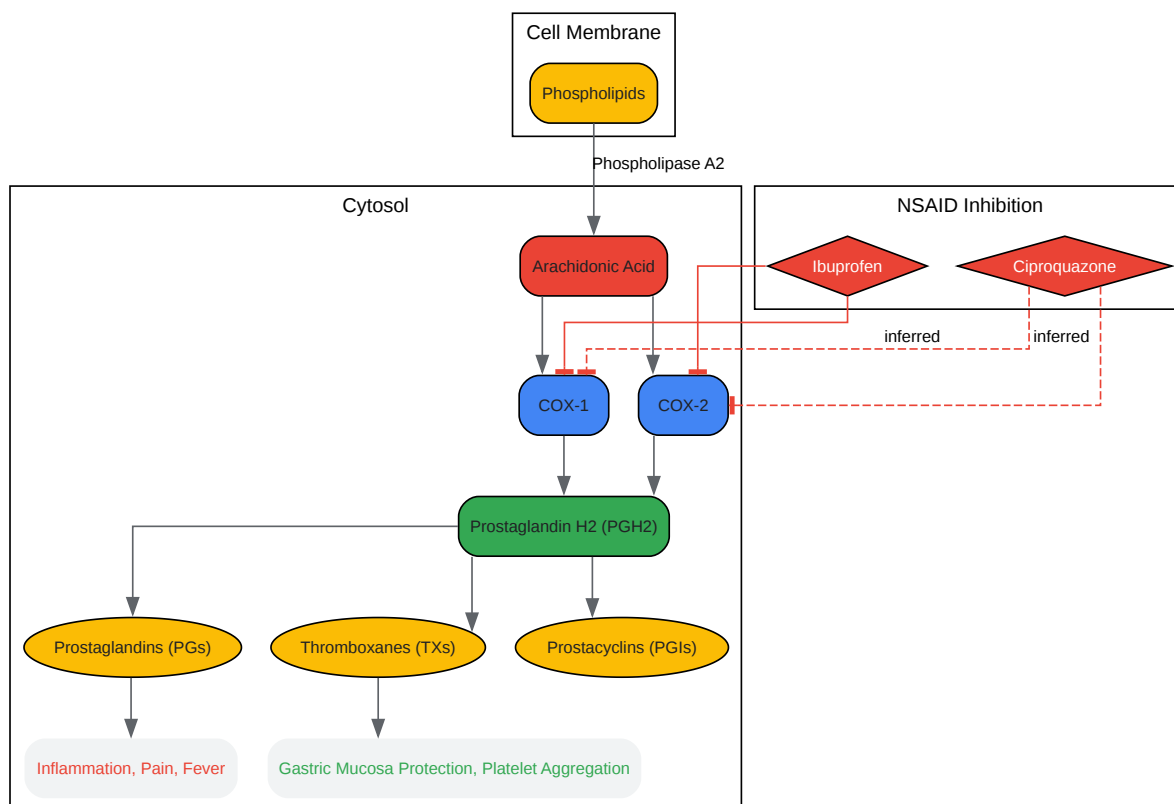 Cell Membrane
Phospholipids
Phospholipase A2
Cytosol
NSAID Inhibition
Arachidonic Acid
Ibuprofen
Ciproquazone
inferred
inferred
COX-1
COX-2
Prostaglandin H2 (PGH2)
Prostaglandins (PGs)
Thromboxanes (TXs)
Prostacyclins (PGIs)
Inflammation, Pain, Fever
Gastric Mucosa Protection, Platelet Aggregation